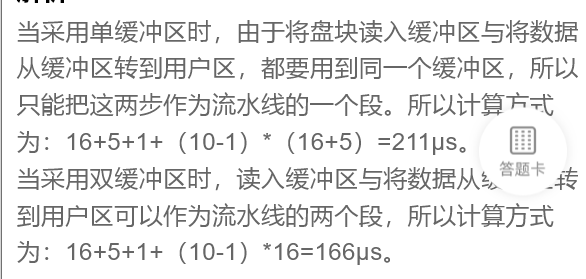 当采用单缓冲区时，由于将盘块读入缓冲区与将数据
从缓冲区转到用户区，都要用到同一个缓冲区，所以
只能把这两步作为流水线的一个段。所以计算方式
为：16+5+1+（10-1）*（16+5）=211μs。
答题卡
当采用双缓冲区时，读入缓冲区与将数据从缓 转
到用户区可以作为流水线的两个段，所以计算方式
为：16+5+1+（10-1）*16=166μs。